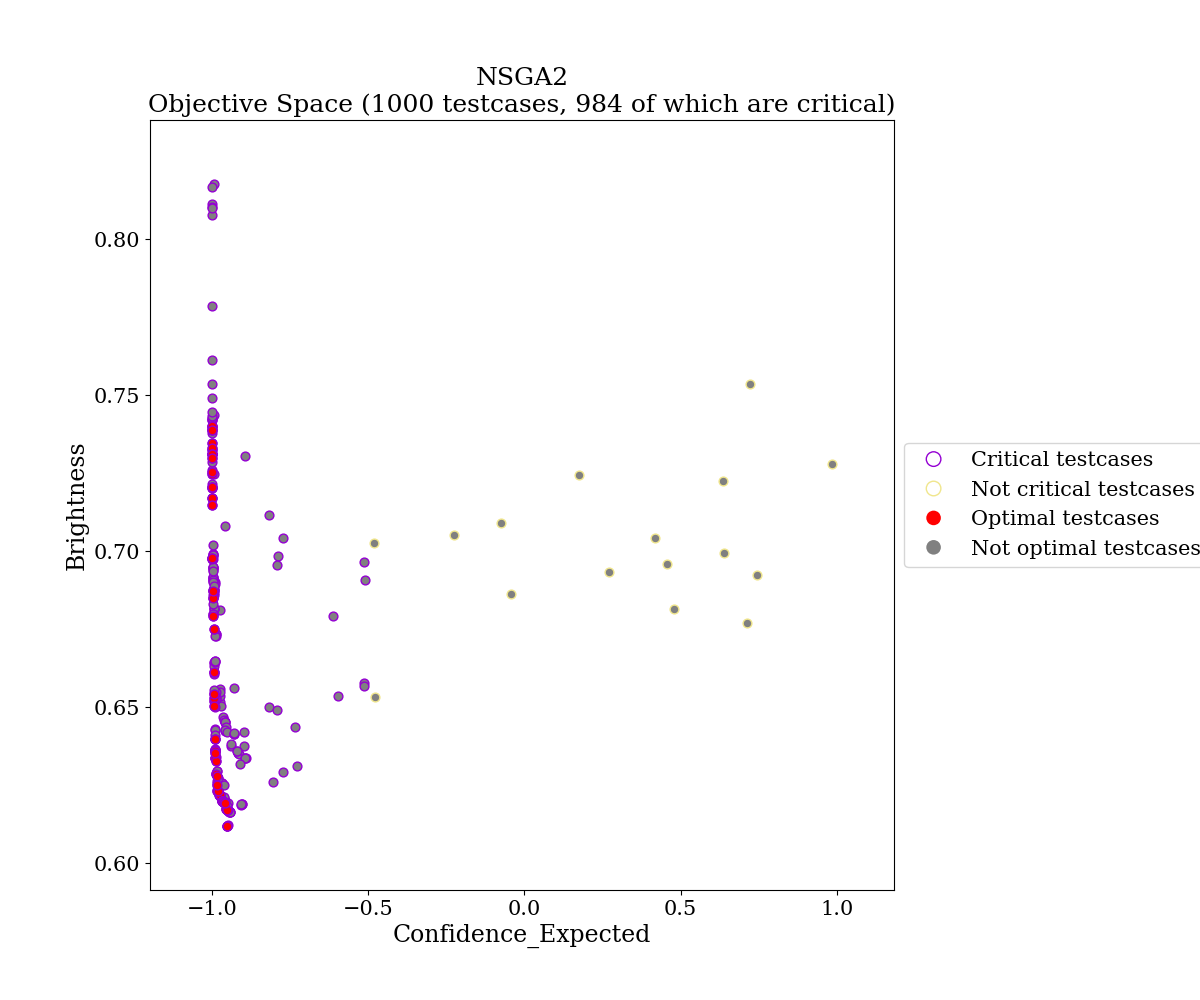 NSGA2
Objective Space (1000 testcases, 984 of which are critical)
0.80
0.75
0.70
0.65
0.60
Brightness
−1.0
−0.5
0.0
0.5
1.0
Confidence_Expected
Critical testcases
Not critical testcases
Optimal testcases
Not optimal testcases